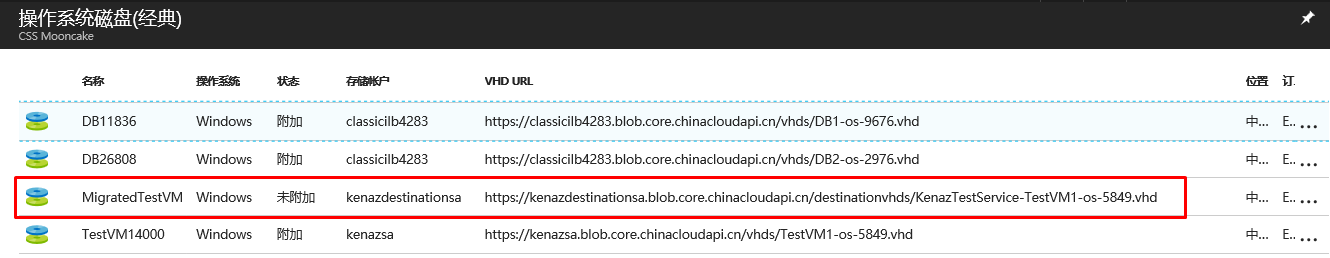 操作系统磁盘(经典)
CSS Mooncake
名称 操作系统 状态 存储帐户 VHD URL 位置 订
DB11836 Windows 附加 classicilb4283 https://classicilb4283.blob.core.chinacloudapi.cn/vhds/DB1-os-9676.vhd 中... E...
DB26808 Windows 附加 classicilb4283 https://classicilb4283.blob.core.chinacloudapi.cn/vhds/DB2-os-2976.vhd 中... E...
MigratedTestVM Windows 未附加 kenazdestinationsa https://kenazdestinationsa.blob.core.chinacloudapi.cn/destinationvhds/KenazTestService-TestVM1-os-5849.vhd 中... E...
TestVM14000 Windows 附加 kenazsa https://kenazsa.blob.core.chinacloudapi.cn/vhds/TestVM1-os-5849.vhd 中... E...